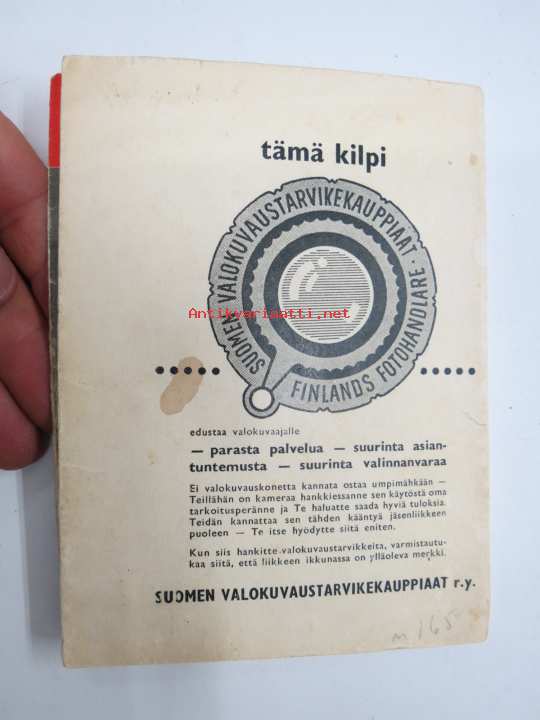 tämä kilpi
SUOMEN VALOKUVAUSTARVIKEKAUPPIAAT ·
FINLANDS FOTOHANDLARE ·
Antikvariaatti.net
edustaa valokuvaajalle
— parasta palvelua — suurinta asian-
tuntemusta — suurinta valinnanvaraa
Ei valokuvauskonetta kannata ostaa umpimähkään —
Teillähän on kameraa hankkiessanne sen käytöstä oma
tarkoitusperänne ja Te haluatte saada hyviä tuloksia.
Teidän kannattaa sen tähden kääntyä jäsenliikkeen
puoleen — Te itse hyödytte siitä eniten.
Kun siis hankitte valokuvaustarvikkeita, varmistautu-
kaa siitä, että liikkeen ikkunassa on ylläoleva merkki.
SUOMEN VALOKUVAUSTARVIKEKAUPPIAAT r.y.
m 165